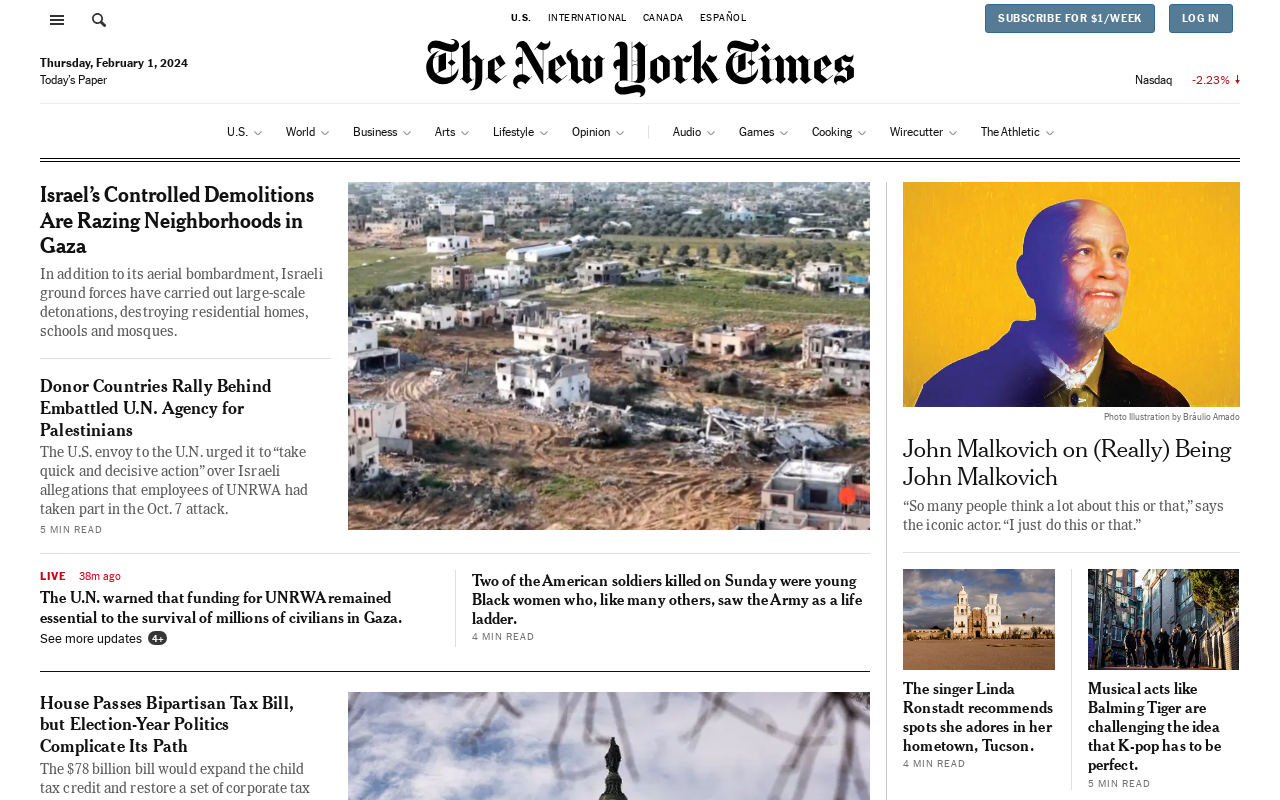 U.S. INTERNATIONAL CANADA ESPAÑOL
SUBSCRIBE FOR $1/WEEK LOG IN
The New York Times
Thursday, February 1, 2024
Today's Paper
Nasdaq -2.23%
U.S. World Business Arts Lifestyle Opinion Audio Games Cooking Wirecutter The Athletic
Israel’s Controlled Demolitions
Are Razing Neighborhoods in
Gaza
In addition to its aerial bombardment, Israeli
ground forces have carried out large-scale
detonations, destroying residential homes,
schools and mosques.
Donor Countries Rally Behind
Embattled U.N. Agency for
Palestinians
The U.S. envoy to the U.N. urged it to “take
quick and decisive action” over Israeli
allegations that employees of UNRWA had
taken part in the Oct. 7 attack.
5 MIN READ
LIVE 38m ago
The U.N. warned that funding for UNRWA remained
essential to the survival of millions of civilians in Gaza.
See more updates 4+
Two of the American soldiers killed on Sunday were young
Black women who, like many others, saw the Army as a life
ladder.
4 MIN READ
House Passes Bipartisan Tax Bill,
but Election-Year Politics
Complicate Its Path
The $78 billion bill would expand the child
tax credit and restore a set of corporate tax
Photo Illustration by Bráulio Amado
John Malkovich on (Really) Being
John Malkovich
“So many people think a lot about this or that,” says
the iconic actor. “I just do this or that.”
The singer Linda
Ronstadt recommends
spots she adores in her
hometown, Tucson.
4 MIN READ
Musical acts like
Balming Tiger are
challenging the idea
that K-pop has to be
perfect.
5 MIN READ